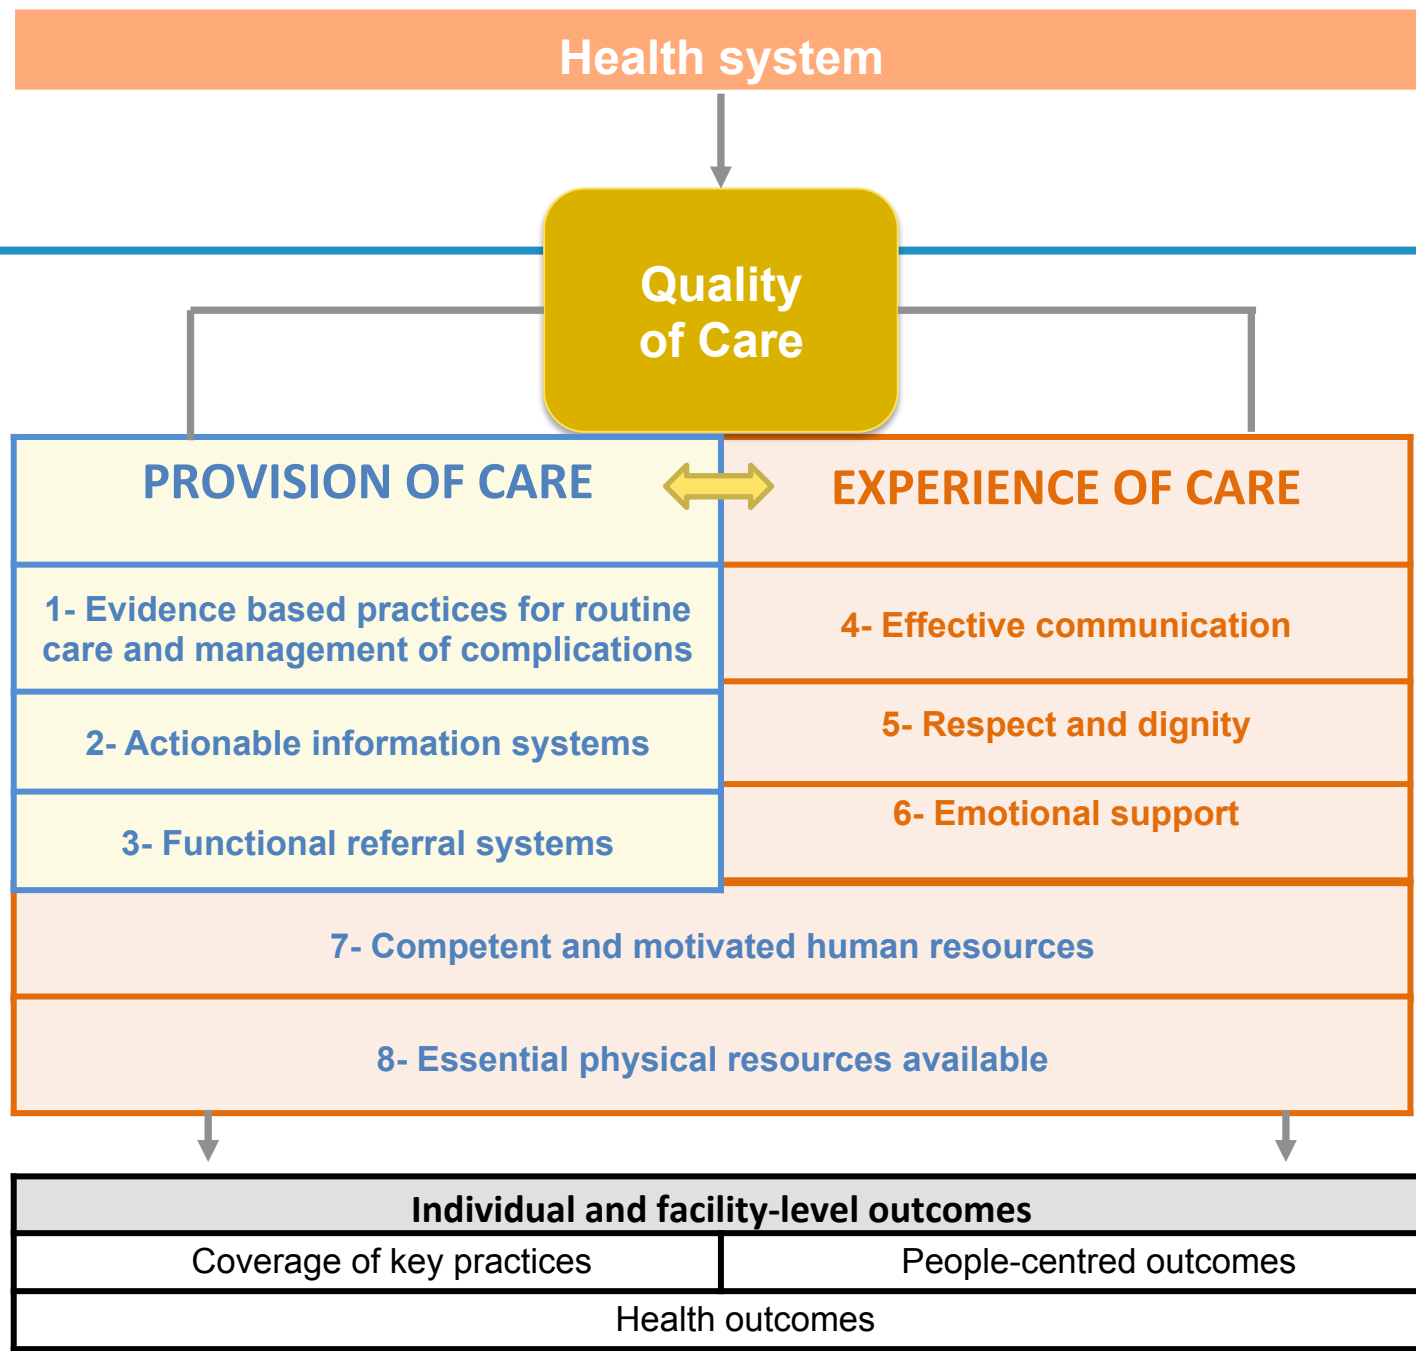 Health system
Quality
of Care
PROVISION OF CARE
EXPERIENCE OF CARE
1- Evidence based practices for routine
care and management of complications
2- Actionable information systems
3- Functional referral systems
4- Effective communication
5- Respect and dignity
6- Emotional support
7- Competent and motivated human resources
8- Essential physical resources available
Individual and facility-level outcomes
Coverage of key practices
People-centred outcomes
Health outcomes